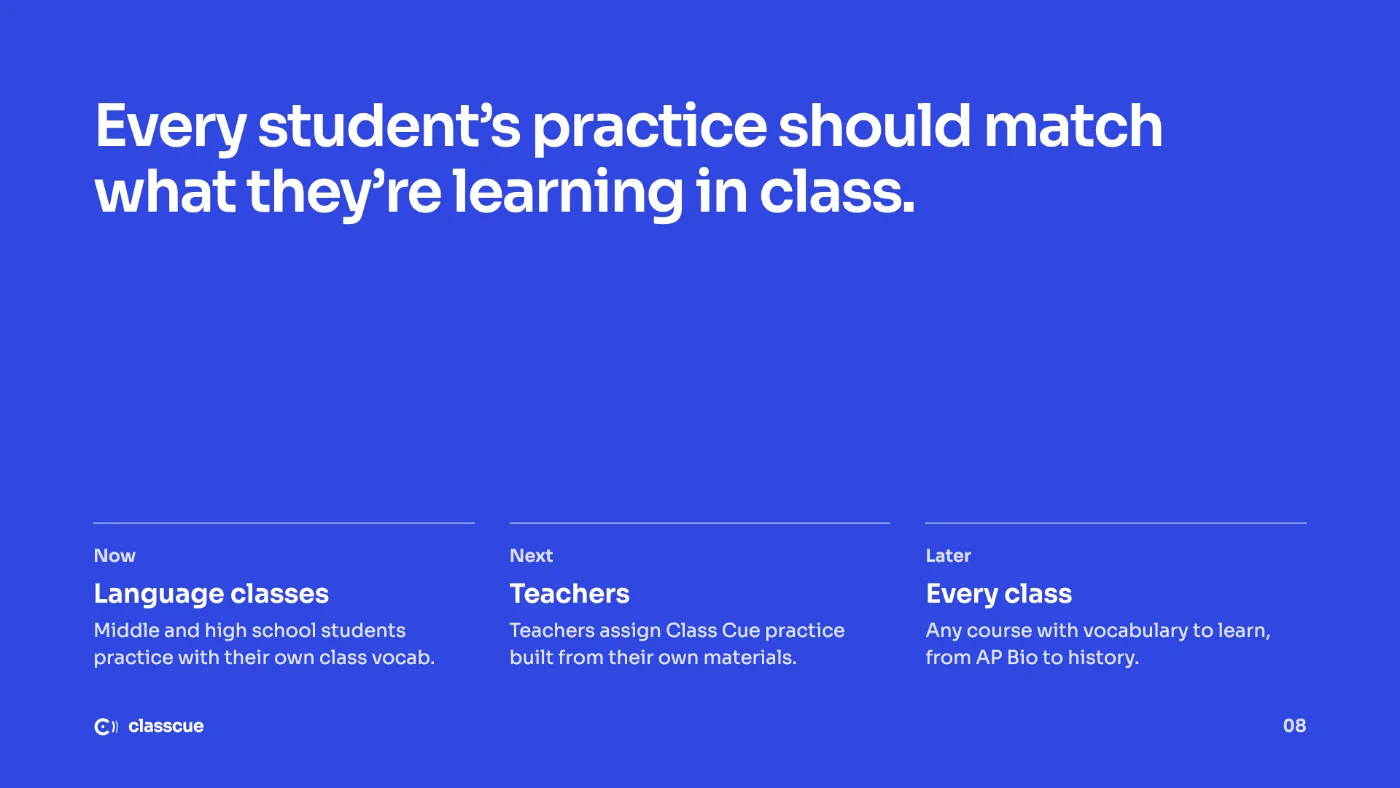 Every student’s practice should match
what they’re learning in class.
Now
Language classes
Middle and high school students
practice with their own class vocab.
Next
Teachers
Teachers assign Class Cue practice
built from their own materials.
Later
Every class
Any course with vocabulary to learn,
from AP Bio to history.
classcue
08